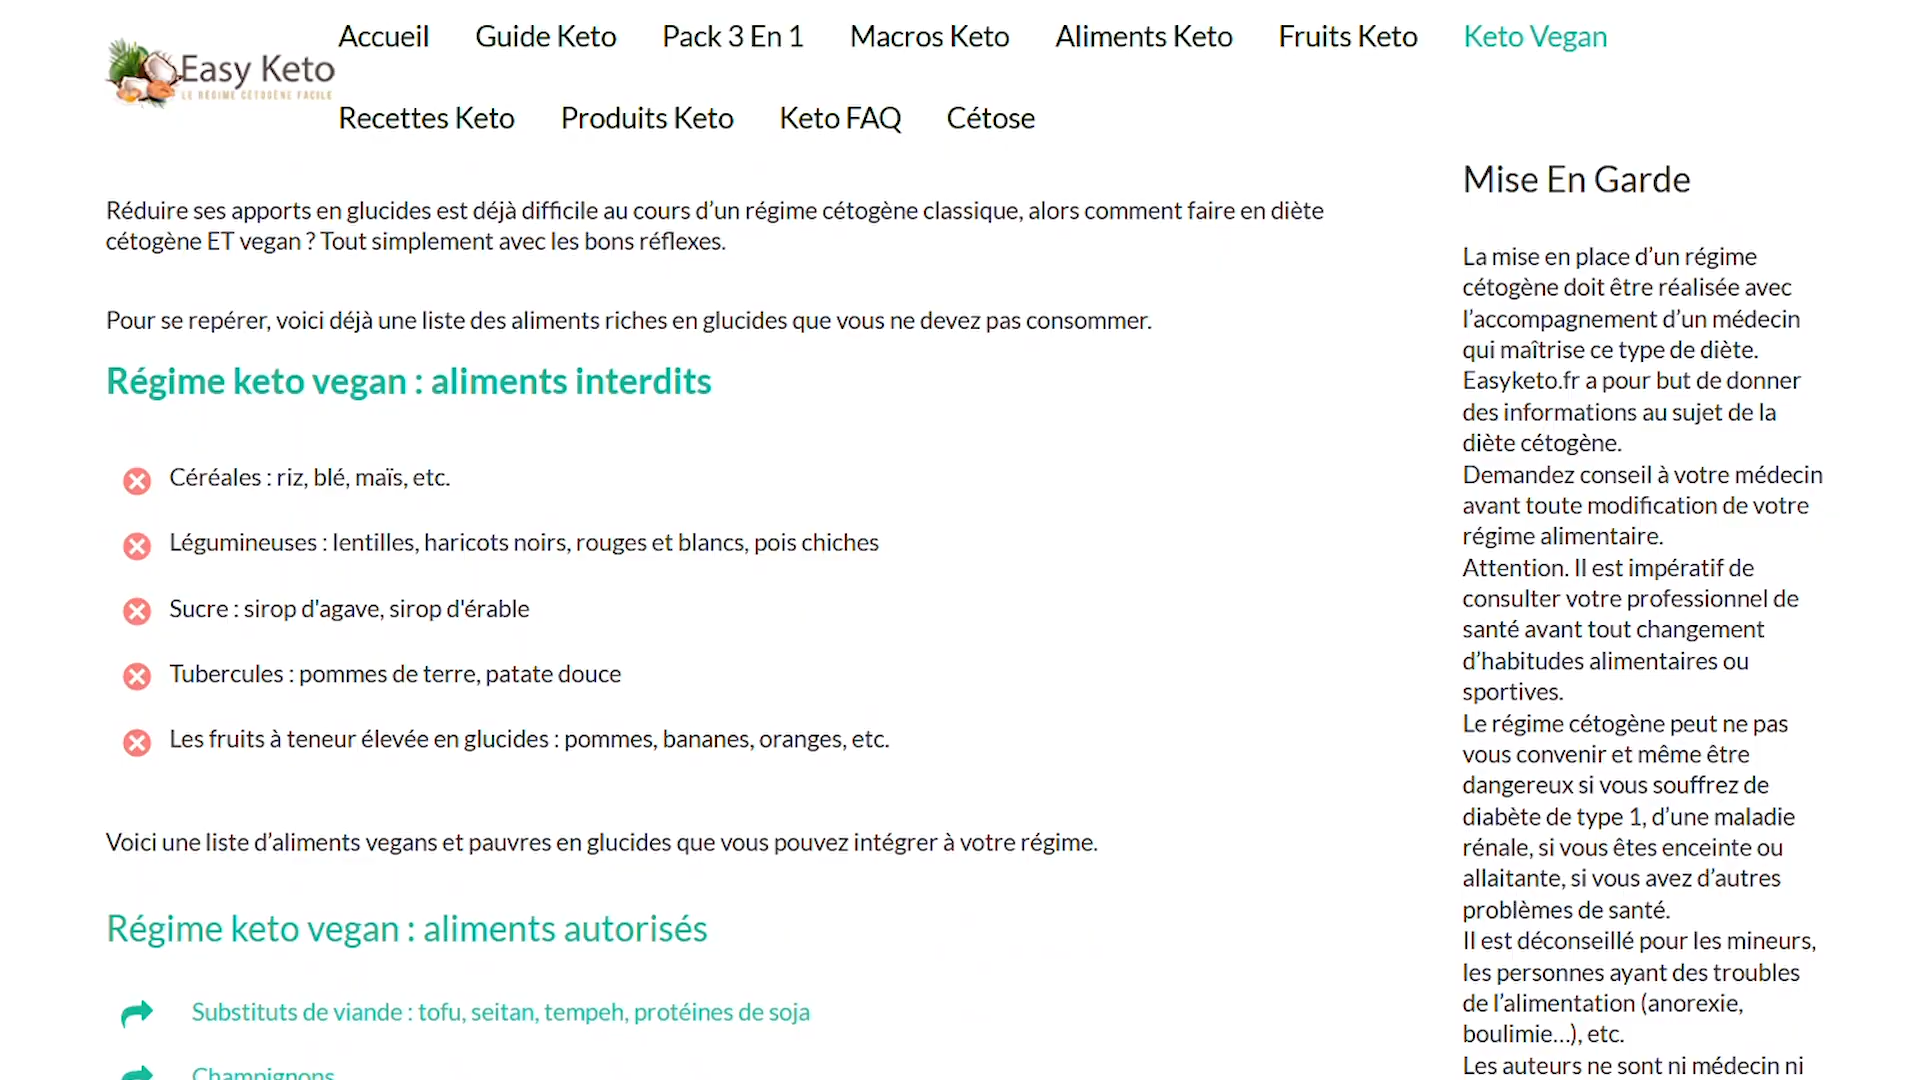 Easy Keto
LE RÉGIME CÉTOGÈNE FACILE
Accueil
Guide Keto
Pack 3 En 1
Macros Keto
Aliments Keto
Fruits Keto
Keto Vegan
Recettes Keto
Produits Keto
Keto FAQ
Cétose
Réduire ses apports en glucides est déjà difficile au cours d’un régime cétogène classique, alors comment faire en diète
cétogène ET vegan ? Tout simplement avec les bons réflexes.
Pour se repérer, voici déjà une liste des aliments riches en glucides que vous ne devez pas consommer.
Régime keto vegan : aliments interdits
Céréales : riz, blé, maïs, etc.
Légumineuses : lentilles, haricots noirs, rouges et blancs, pois chiches
Sucre : sirop d'agave, sirop d'érable
Tubercules : pommes de terre, patate douce
Les fruits à teneur élevée en glucides : pommes, bananes, oranges, etc.
Voici une liste d’aliments vegans et pauvres en glucides que vous pouvez intégrer à votre régime.
Régime keto vegan : aliments autorisés
Substituts de viande : tofu, seitan, tempeh, protéines de soja
Champignons
Mise En Garde
La mise en place d’un régime
cétogène doit être réalisée avec
l’accompagnement d’un médecin
qui maîtrise ce type de diète.
Easyketo.fr a pour but de donner
des informations au sujet de la
diète cétogène.
Demandez conseil à votre médecin
avant toute modification de votre
régime alimentaire.
Attention. Il est impératif de
consulter votre professionnel de
santé avant tout changement
d’habitudes alimentaires ou
sportives.
Le régime cétogène peut ne pas
vous convenir et même être
dangereux si vous souffrez de
diabète de type 1, d’une maladie
rénale, si vous êtes enceinte ou
allaitante, si vous avez d’autres
problèmes de santé.
Il est déconseillé pour les mineurs,
les personnes ayant des troubles
de l’alimentation (anorexie,
boulimie…), etc.
Les auteurs ne sont ni médecin ni